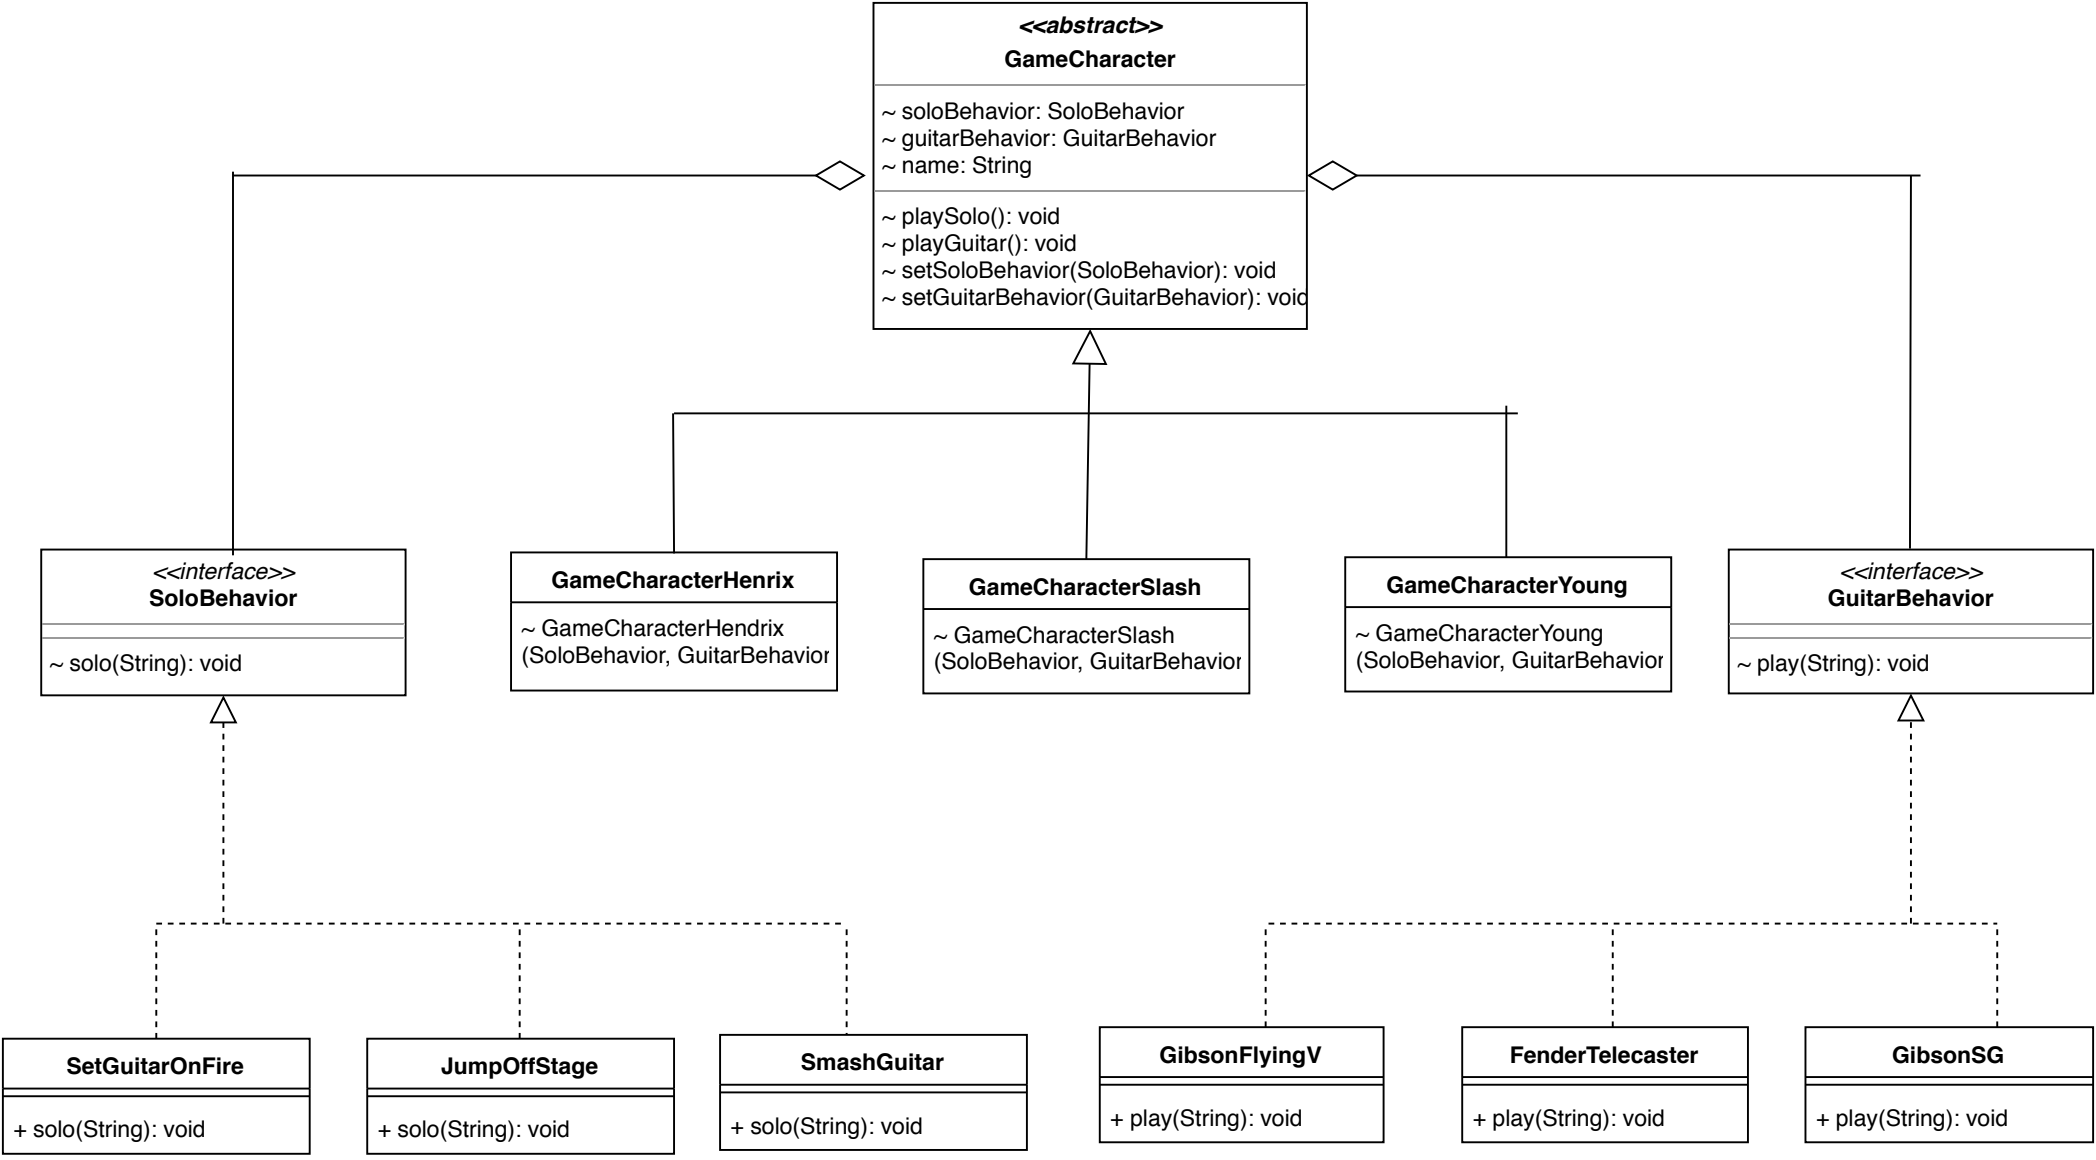 <<abstract>>
GameCharacter
~ soloBehavior: SoloBehavior
~ guitarBehavior: GuitarBehavior
~ name: String
~ playSolo(): void
~ playGuitar(): void
~ setSoloBehavior(SoloBehavior): void
~ setGuitarBehavior(GuitarBehavior): void
<<interface>>
SoloBehavior
~ solo(String): void
GameCharacterHenrix
~ GameCharacterHendrix
(SoloBehavior, GuitarBehavior
GameCharacterSlash
~ GameCharacterSlash
(SoloBehavior, GuitarBehavior
GameCharacterYoung
~ GameCharacterYoung
(SoloBehavior, GuitarBehavior
<<interface>>
GuitarBehavior
~ play(String): void
SetGuitarOnFire
+ solo(String): void
JumpOffStage
+ solo(String): void
SmashGuitar
+ solo(String): void
GibsonFlyingV
+ play(String): void
FenderTelecaster
+ play(String): void
GibsonSG
+ play(String): void